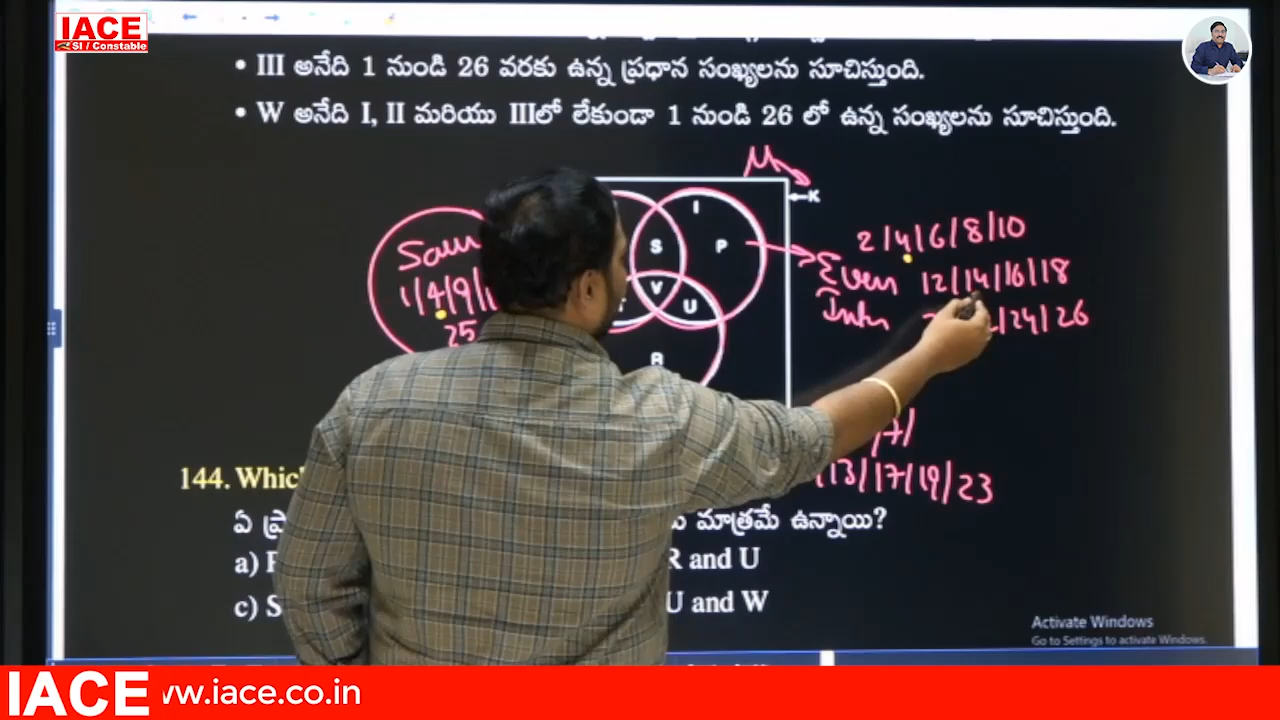 IACE
SI / Constable
• III అనేది 1 నుండి 26 వరకు ఉన్న ప్రధాన సంఖ్యలను సూచిస్తుంది.
• W అనేది I, II మరియు IIIలో లేకుండా 1 నుండి 26 లో ఉన్న సంఖ్యలను సూచిస్తుంది.
K
I
S P
V
U
R
2/4/6/8/10
Even 12/14/16/18
/24/26
1/4/9/
25
7/
13/17/19/23
144.
ఏ మాత్రమే ఉన్నాయి?
a) R and U
c) S U and W
Activate Windows
Go to Settings to activate Windows.
IACE
www.iace.co.in